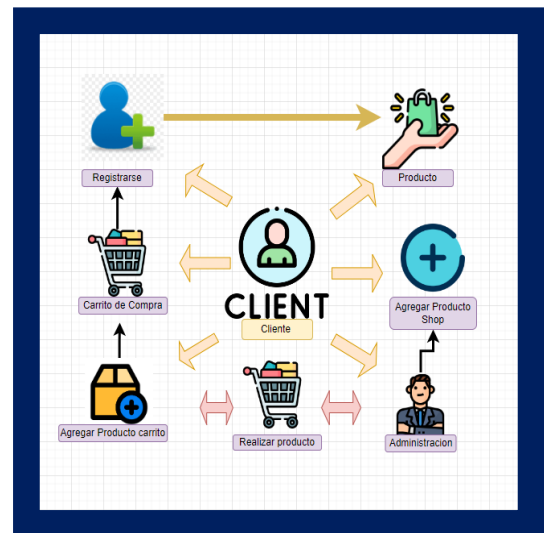 Registrarse
Producto
Carrito de Compra
CLIENT
Cliente
Agregar Producto
Shop
Agregar Producto carrito
Realizar producto
Administracion